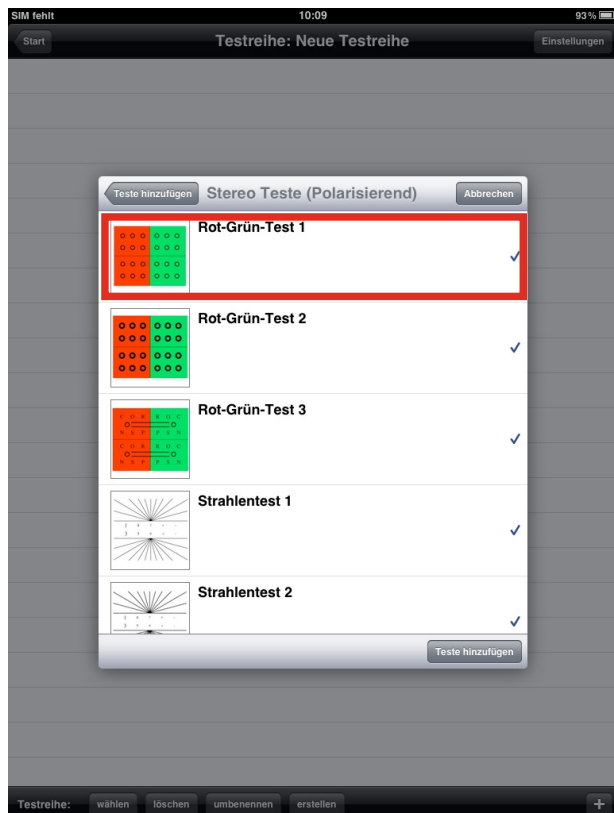 SIM fehlt 10:09 93 %
Start Testreihe: Neue Testreihe Einstellungen
Teste hinzufügen Stereo Teste (Polarisierend) Abbrechen
Rot-Grün-Test 1
Rot-Grün-Test 2
Rot-Grün-Test 3
Strahlentest 1
Strahlentest 2
Teste hinzufügen
Testreihe: wählen löschen umbenennen erstellen +